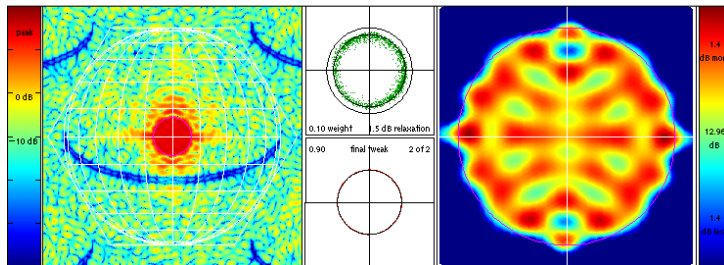 peak
0 dB
-10 dB
0.10 weight 1.5 dB relaxation
0.90 final tweak 2 of 2
1.4
dB
12.96
dB
1.4
dB